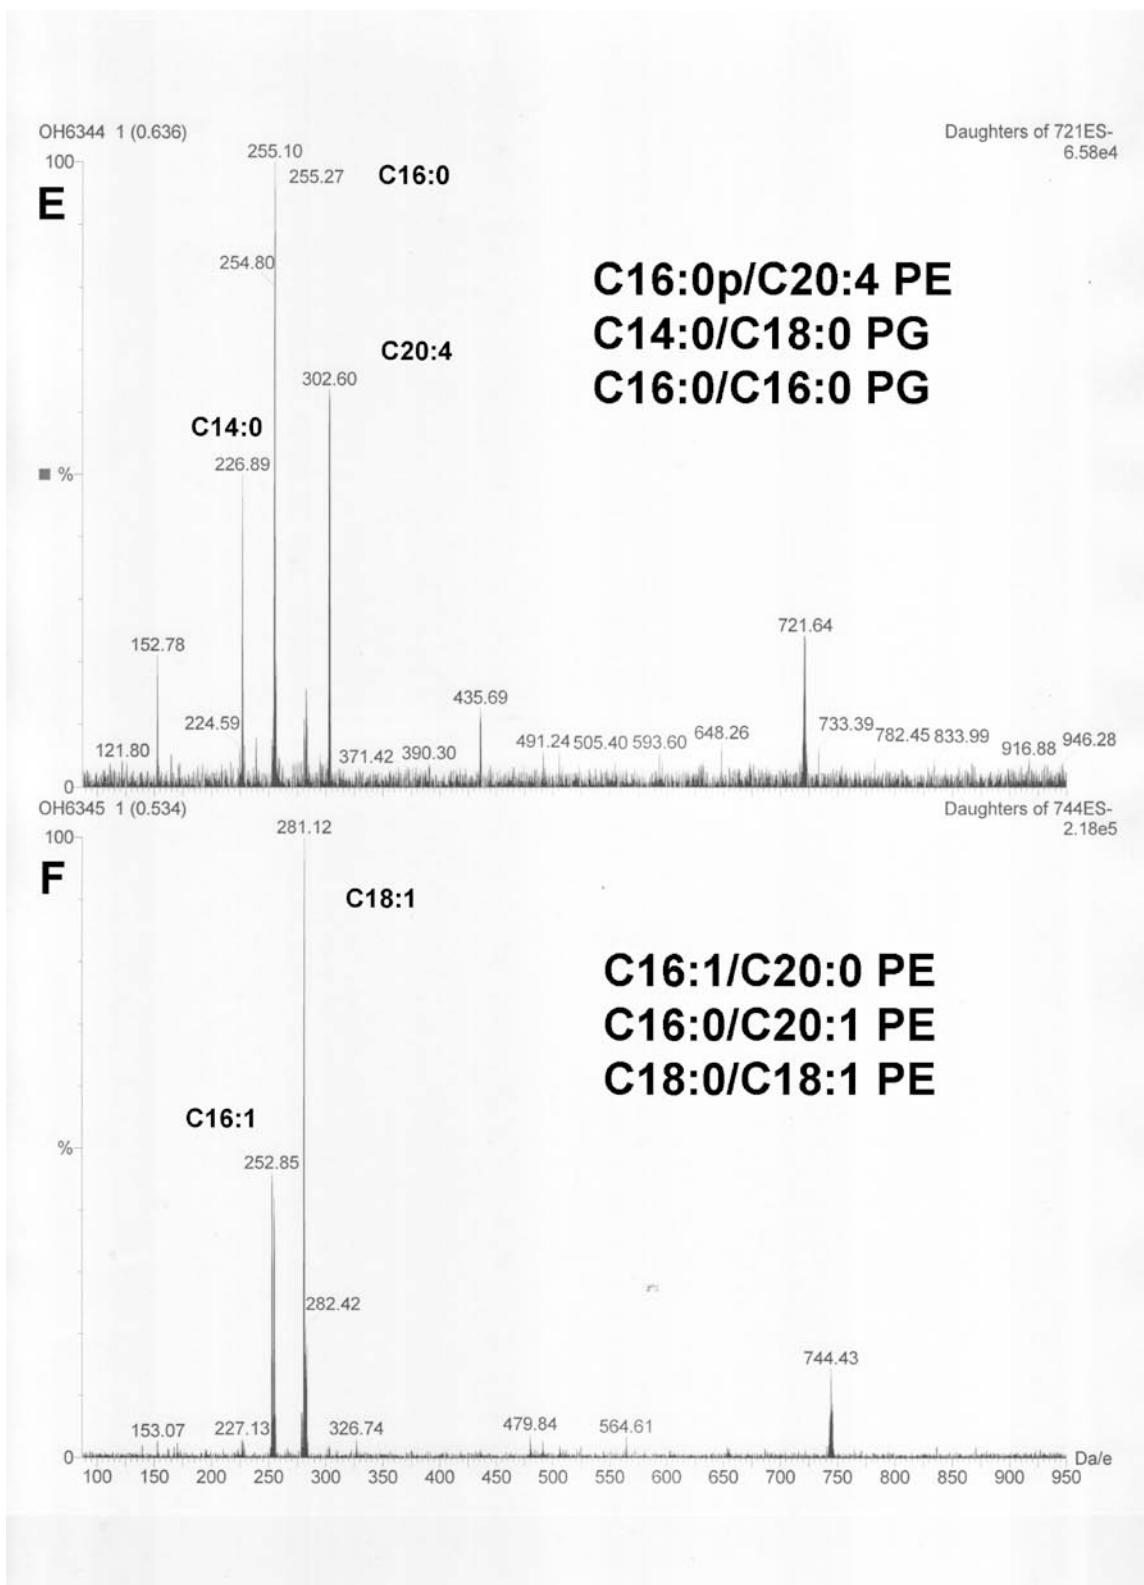 OH6344 1 (0.636)
Daughters of 721ES-
6.58e4
100
255.10
255.27
C16:0
E
254.80
C16:0p/C20:4 PE
C14:0/C18:0 PG
C16:0/C16:0 PG
C20:4
302.60
C14:0
226.89
%
152.78
721.64
435.69
224.59
121.80
371.42
390.30
491.24
505.40
593.60
648.26
733.39
782.45
833.99
916.88
946.28
0
OH6345 1 (0.534)
Daughters of 744ES-
2.18e5
100
281.12
F
C18:1
C16:1/C20:0 PE
C16:0/C20:1 PE
C18:0/C18:1 PE
C16:1
%
252.85
282.42
744.43
153.07
227.13
326.74
479.84
564.61
0
Da/e
100 150 200 250 300 350 400 450 500 550 600 650 700 750 800 850 900 950